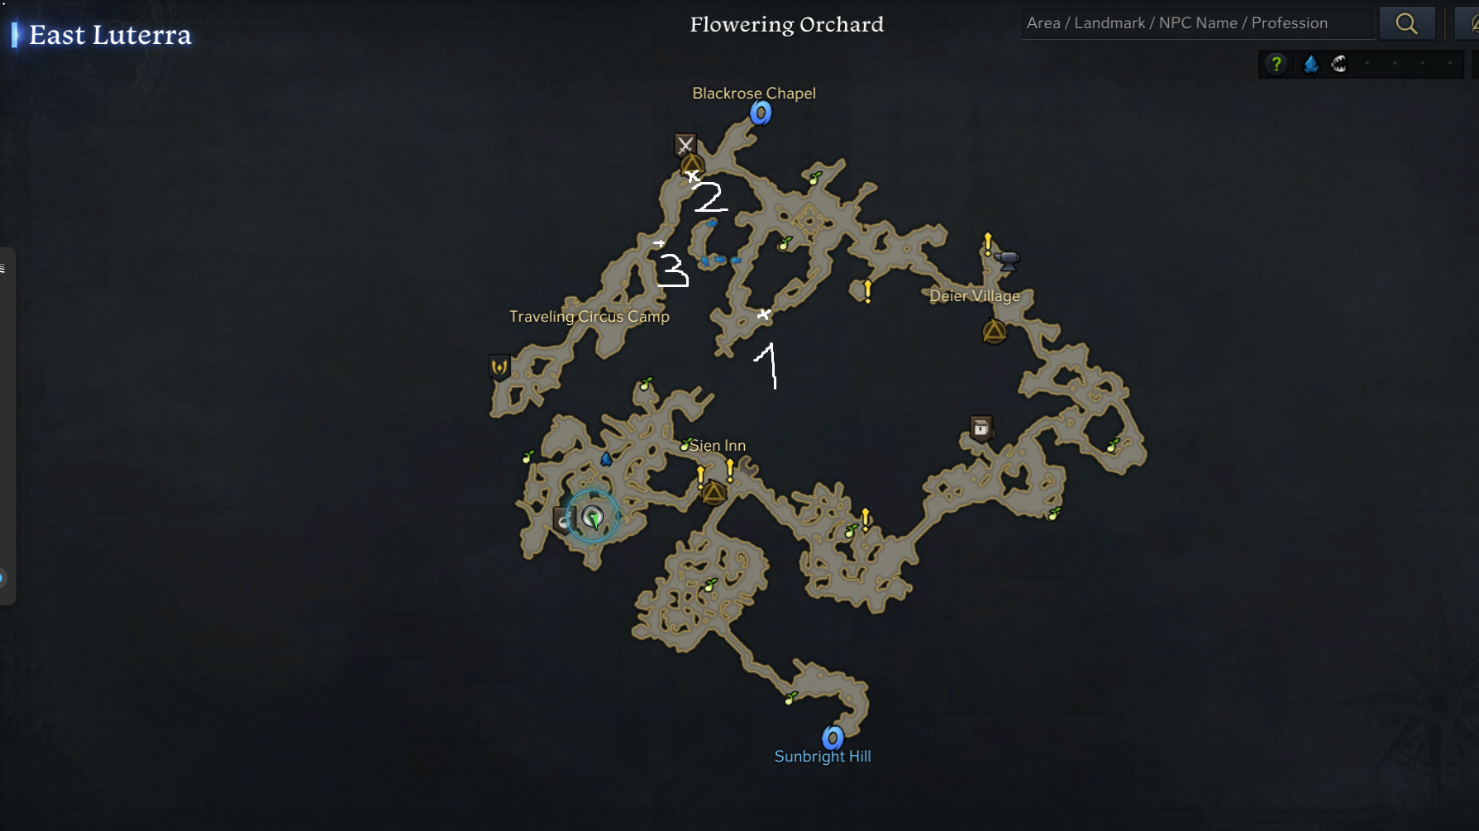 East Luterra
Flowering Orchard
Area / Landmark / NPC Name / Profession
?
Blackrose Chapel
2
3
Deier Village
Traveling Circus Camp
1
Sien Inn
Sunbright Hill